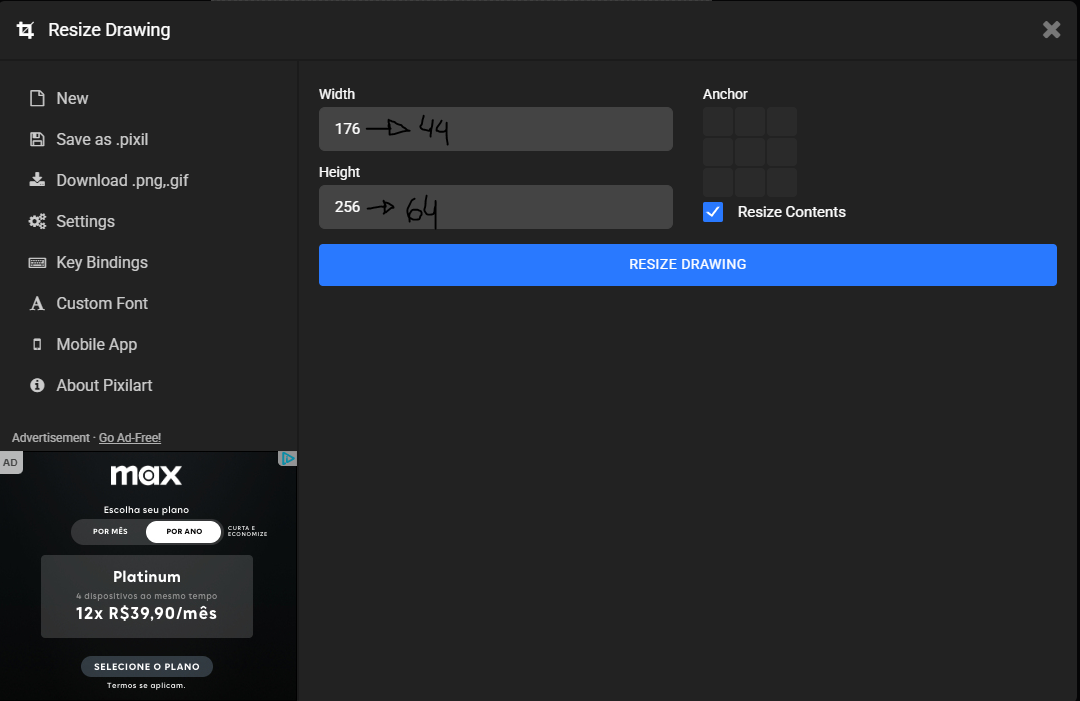 Resize Drawing
New
Save as .pixil
Download .png,.gif
Settings
Key Bindings
Custom Font
Mobile App
About Pixilart
Advertisement · Go Ad-Free!
AD
max
Escolha seu plano
POR MÊS POR ANO CURTA E
ECONOMIZE
Platinum
4 dispositivos ao mesmo tempo
12x R$39,90/mês
SELECIONE O PLANO
Termos se aplicam.
Width
176 → 44
Height
256 → 64
Anchor
Resize Contents
RESIZE DRAWING